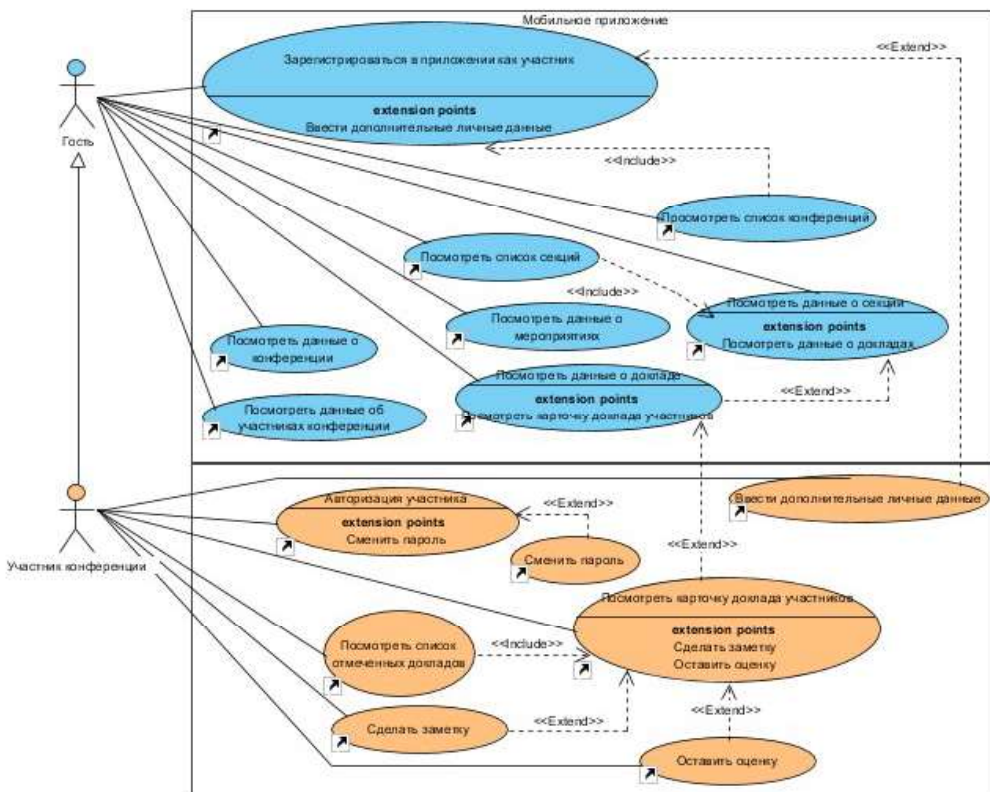 Мобильное приложение
<<Extend>>
Зарегистрироваться в приложении как участник
extension points
Ввести дополнительные личные данные
Гость
<<Include>>
Просмотреть список конференций
Посмотреть список секций
<<Include>>
Посмотреть данные о секции
extension points
Посмотреть данные о докладах
Посмотреть данные о
мероприятиях
Посмотреть данные о
конференции
Посмотреть данные о докладе
extension points
Посмотреть карточку доклада участников
<<Extend>>
Посмотреть данные об
участниках конференции
Авторизация участника
extension points
Сменить пароль
<<Extend>>
Ввести дополнительные личные данные
<<Extend>>
Сменить пароль
Участник конференции
Посмотреть карточку доклада участников
extension points
Сделать заметку
Оставить оценку
Посмотреть список
отмеченных докладов
<<Include>>
Сделать заметку
<<Extend>>
<<Extend>>
Оставить оценку